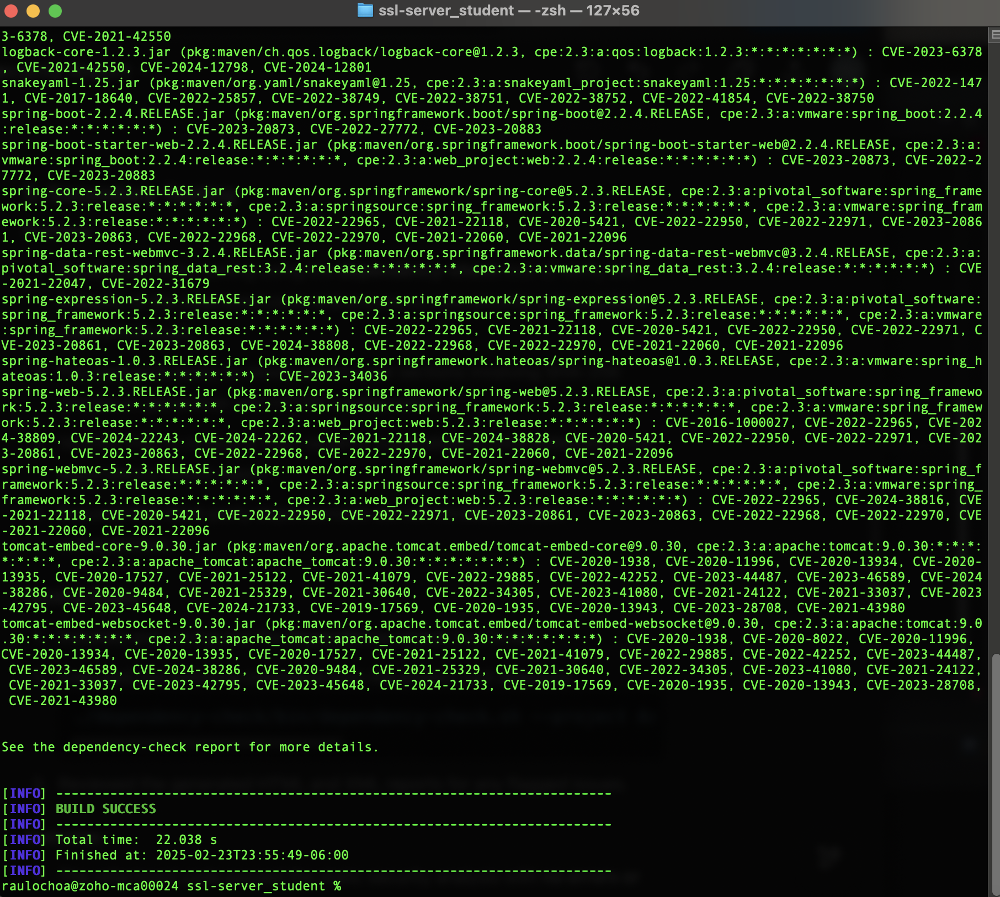 ssl-server_student — -zsh — 127×56
3-6378, CVE-2021-42550
logback-core-1.2.3.jar (pkg:maven/ch.qos.logback/logback-core@1.2.3, cpe:2.3:a:qos:logback:1.2.3:*:*:*:*:*:*:*) : CVE-2023-6378
, CVE-2021-42550, CVE-2024-12798, CVE-2024-12801
snakeyaml-1.25.jar (pkg:maven/org.yaml/snakeyaml@1.25, cpe:2.3:a:snakeyaml_project:snakeyaml:1.25:*:*:*:*:*:*:*) : CVE-2022-147
1, CVE-2017-18640, CVE-2022-25857, CVE-2022-38749, CVE-2022-38751, CVE-2022-38752, CVE-2022-41854, CVE-2022-38750
spring-boot-2.2.4.RELEASE.jar (pkg:maven/org.springframework.boot/spring-boot@2.2.4.RELEASE, cpe:2.3:a:vmware:spring_boot:2.2.4
:release:*:*:*:*:*:*) : CVE-2023-20873, CVE-2022-27772, CVE-2023-20883
spring-boot-starter-web-2.2.4.RELEASE.jar (pkg:maven/org.springframework.boot/spring-boot-starter-web@2.2.4.RELEASE, cpe:2.3:a:
vmware:spring_boot:2.2.4:release:*:*:*:*:*:*, cpe:2.3:a:web_project:web:2.2.4:release:*:*:*:*:*:*) : CVE-2023-20873, CVE-2022-2
7772, CVE-2023-20883
spring-core-5.2.3.RELEASE.jar (pkg:maven/org.springframework/spring-core@5.2.3.RELEASE, cpe:2.3:a:pivotal_software:spring_frame
work:5.2.3:release:*:*:*:*:*:*, cpe:2.3:a:springsource:spring_framework:5.2.3:release:*:*:*:*:*:*, cpe:2.3:a:vmware:spring_fram
ework:5.2.3:release:*:*:*:*:*:*) : CVE-2022-22965, CVE-2021-22118, CVE-2020-5421, CVE-2022-22950, CVE-2022-22971, CVE-2023-2086
1, CVE-2023-20863, CVE-2022-22968, CVE-2022-22970, CVE-2021-22060, CVE-2021-22096
spring-data-rest-webmvc-3.2.4.RELEASE.jar (pkg:maven/org.springframework.data/spring-data-rest-webmvc@3.2.4.RELEASE, cpe:2.3:a:
pivotal_software:spring_data_rest:3.2.4:release:*:*:*:*:*:*, cpe:2.3:a:vmware:spring_data_rest:3.2.4:release:*:*:*:*:*:*) : CVE
-2021-22047, CVE-2022-31679
spring-expression-5.2.3.RELEASE.jar (pkg:maven/org.springframework/spring-expression@5.2.3.RELEASE, cpe:2.3:a:pivotal_software:
spring_framework:5.2.3:release:*:*:*:*:*:*, cpe:2.3:a:springsource:spring_framework:5.2.3:release:*:*:*:*:*:*, cpe:2.3:a:vmware
:spring_framework:5.2.3:release:*:*:*:*:*:*) : CVE-2022-22965, CVE-2021-22118, CVE-2020-5421, CVE-2022-22950, CVE-2022-22971, C
VE-2023-20861, CVE-2023-20863, CVE-2024-38808, CVE-2022-22968, CVE-2022-22970, CVE-2021-22060, CVE-2021-22096
spring-hateoas-1.0.3.RELEASE.jar (pkg:maven/org.springframework.hateoas/spring-hateoas@1.0.3.RELEASE, cpe:2.3:a:vmware:spring_h
ateoas:1.0.3:release:*:*:*:*:*:*) : CVE-2023-34036
spring-web-5.2.3.RELEASE.jar (pkg:maven/org.springframework/spring-web@5.2.3.RELEASE, cpe:2.3:a:pivotal_software:spring_framewo
rk:5.2.3:release:*:*:*:*:*:*, cpe:2.3:a:springsource:spring_framework:5.2.3:release:*:*:*:*:*:*, cpe:2.3:a:vmware:spring_framew
ork:5.2.3:release:*:*:*:*:*:*, cpe:2.3:a:web_project:web:5.2.3:release:*:*:*:*:*:*) : CVE-2016-1000027, CVE-2022-22965, CVE-202
4-38809, CVE-2024-22243, CVE-2024-22262, CVE-2021-22118, CVE-2024-38828, CVE-2020-5421, CVE-2022-22950, CVE-2022-22971, CVE-202
3-20861, CVE-2023-20863, CVE-2022-22968, CVE-2022-22970, CVE-2021-22060, CVE-2021-22096
spring-webmvc-5.2.3.RELEASE.jar (pkg:maven/org.springframework/spring-webmvc@5.2.3.RELEASE, cpe:2.3:a:pivotal_software:spring_f
ramework:5.2.3:release:*:*:*:*:*:*, cpe:2.3:a:springsource:spring_framework:5.2.3:release:*:*:*:*:*:*, cpe:2.3:a:vmware:spring_
framework:5.2.3:release:*:*:*:*:*:*, cpe:2.3:a:web_project:web:5.2.3:release:*:*:*:*:*:*) : CVE-2022-22965, CVE-2024-38816, CVE
-2021-22118, CVE-2020-5421, CVE-2022-22950, CVE-2022-22971, CVE-2023-20861, CVE-2023-20863, CVE-2022-22968, CVE-2022-22970, CVE
-2021-22060, CVE-2021-22096
tomcat-embed-core-9.0.30.jar (pkg:maven/org.apache.tomcat.embed/tomcat-embed-core@9.0.30, cpe:2.3:a:apache:tomcat:9.0.30:*:*:*:
*:*:*:*, cpe:2.3:a:apache_tomcat:apache_tomcat:9.0.30:*:*:*:*:*:*:*) : CVE-2020-1938, CVE-2020-11996, CVE-2020-13934, CVE-2020-
13935, CVE-2020-17527, CVE-2021-25122, CVE-2021-41079, CVE-2022-29885, CVE-2022-42252, CVE-2023-44487, CVE-2023-46589, CVE-2024
-38286, CVE-2020-9484, CVE-2021-25329, CVE-2021-30640, CVE-2022-34305, CVE-2023-41080, CVE-2021-24122, CVE-2021-33037, CVE-2023
-42795, CVE-2023-45648, CVE-2024-21733, CVE-2019-17569, CVE-2020-1935, CVE-2020-13943, CVE-2023-28708, CVE-2021-43980
tomcat-embed-websocket-9.0.30.jar (pkg:maven/org.apache.tomcat.embed/tomcat-embed-websocket@9.0.30, cpe:2.3:a:apache:tomcat:9.0
.30:*:*:*:*:*:*:*, cpe:2.3:a:apache_tomcat:apache_tomcat:9.0.30:*:*:*:*:*:*:*) : CVE-2020-1938, CVE-2020-8022, CVE-2020-11996,
CVE-2020-13934, CVE-2020-13935, CVE-2020-17527, CVE-2021-25122, CVE-2021-41079, CVE-2022-29885, CVE-2022-42252, CVE-2023-44487,
CVE-2023-46589, CVE-2024-38286, CVE-2020-9484, CVE-2021-25329, CVE-2021-30640, CVE-2022-34305, CVE-2023-41080, CVE-2021-24122,
CVE-2021-33037, CVE-2023-42795, CVE-2023-45648, CVE-2024-21733, CVE-2019-17569, CVE-2020-1935, CVE-2020-13943, CVE-2023-28708,
CVE-2021-43980
See the dependency-check report for more details.
[INFO] ------------------------------------------------------------------------
[INFO] BUILD SUCCESS
[INFO] ------------------------------------------------------------------------
[INFO] Total time:  22.038 s
[INFO] Finished at: 2025-02-23T23:55:49-06:00
[INFO] ------------------------------------------------------------------------
raulochoa@zoho-mca00024 ssl-server_student %